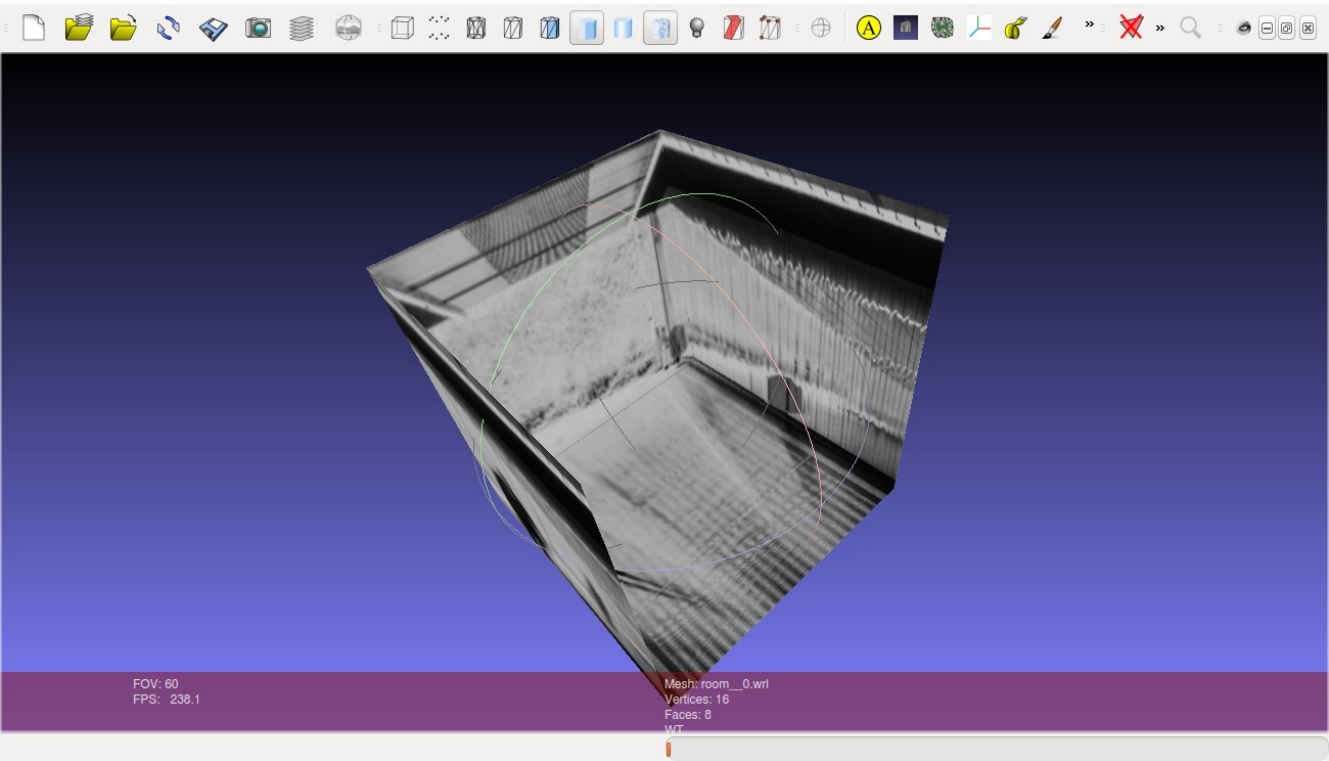 A
FOV: 60
FPS: 238.1
Mesh: room__0.wrl
Vertices: 16
Faces: 8
WT